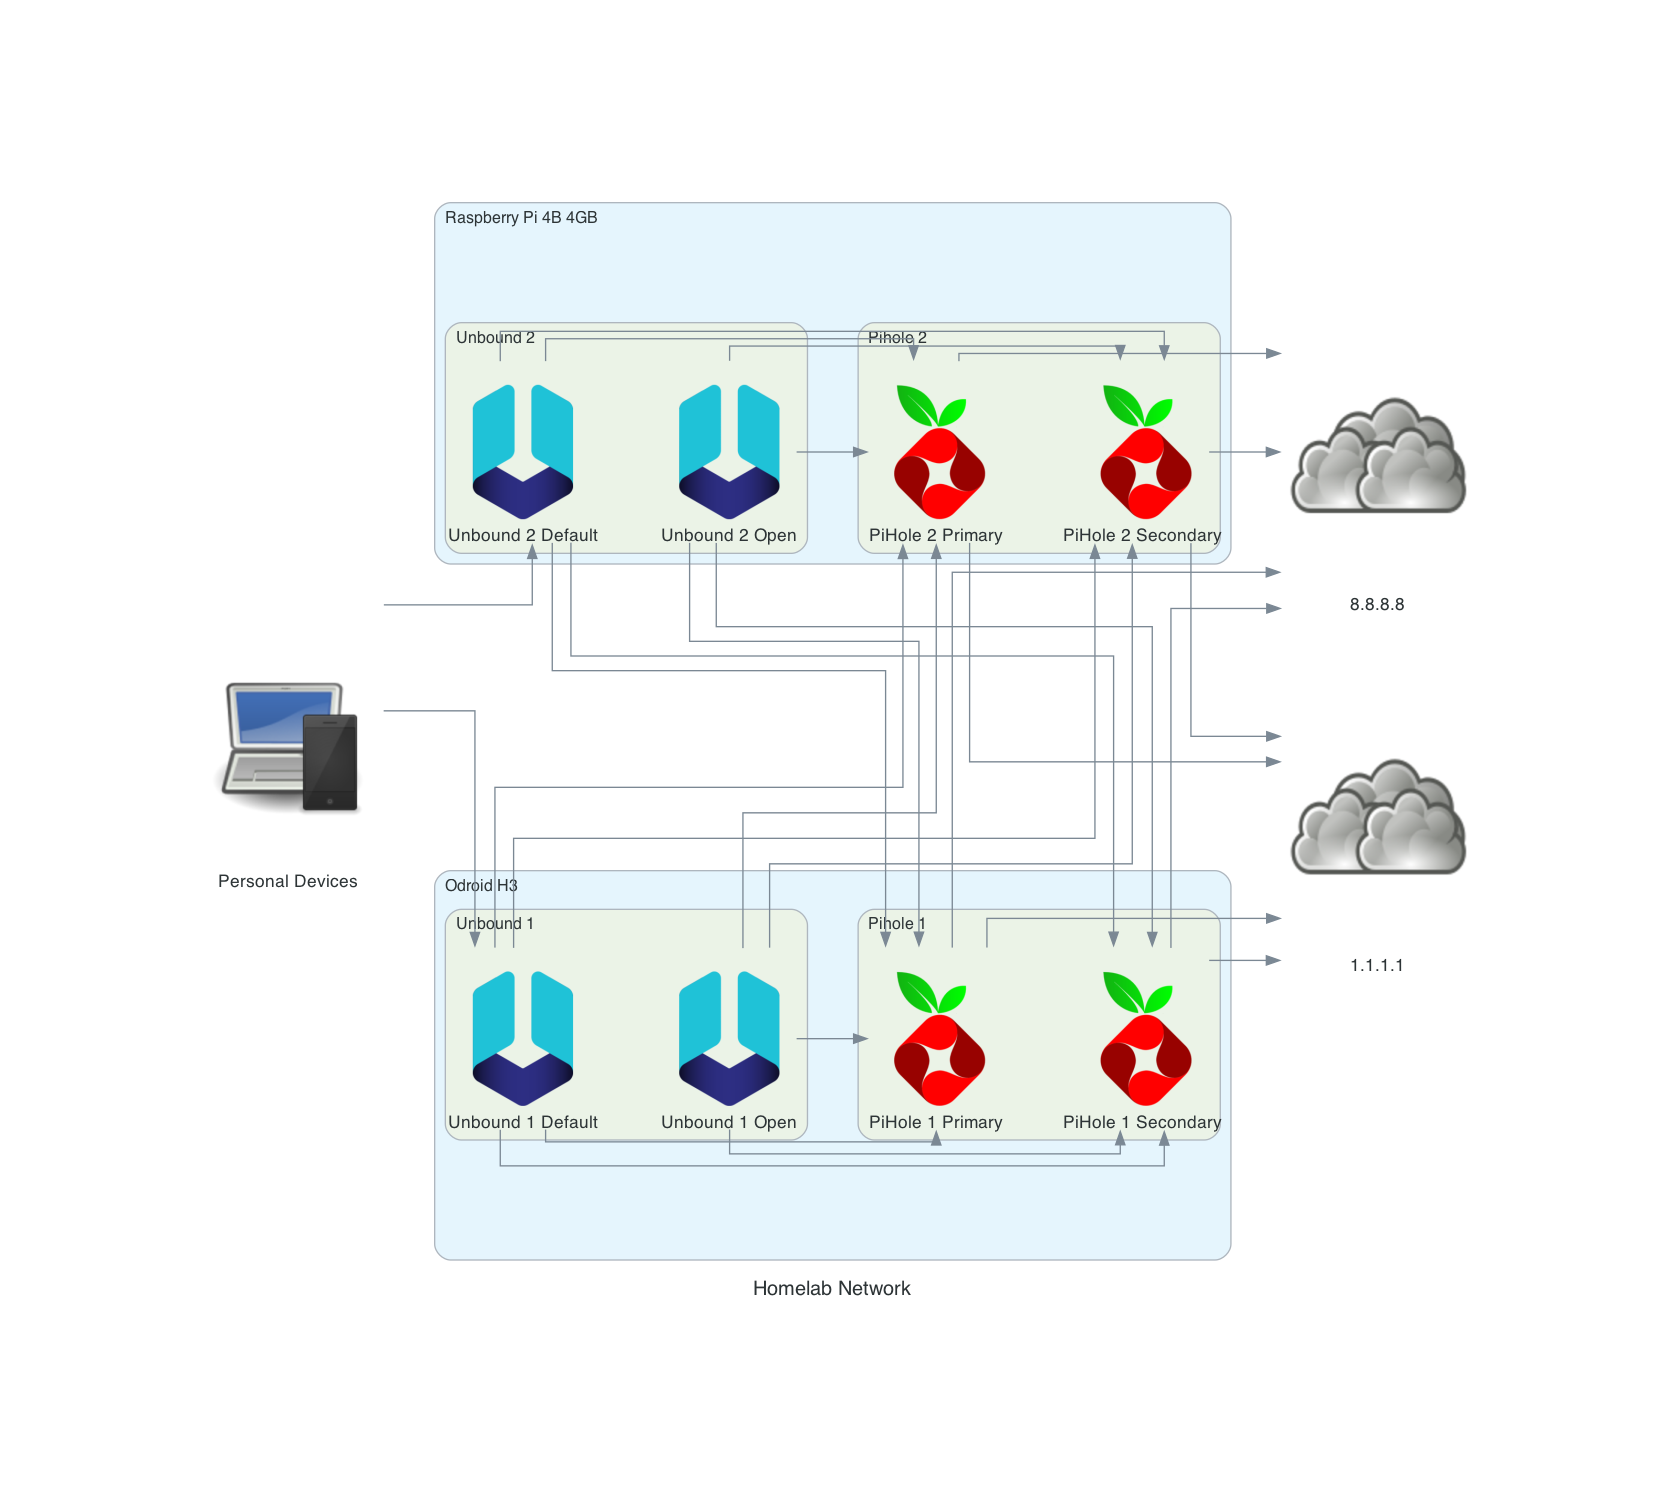 Raspberry Pi 4B 4GB
Unbound 2
Pihole 2
Unbound 2 Default
Unbound 2 Open
PiHole 2 Primary
PiHole 2 Secondary
8.8.8.8
Personal Devices
Odroid H3
Unbound 1
Pihole 1
1.1.1.1
Unbound 1 Default
Unbound 1 Open
PiHole 1 Primary
PiHole 1 Secondary
Homelab Network